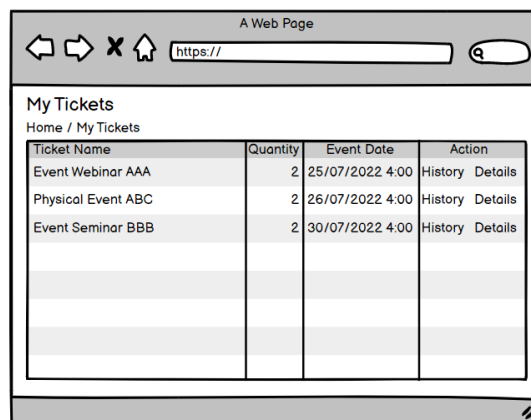 A Web Page
https://
My Tickets
Home / My Tickets
Ticket Name Quantity Event Date Action
Event Webinar AAA 2 25/07/2022 4:00 History Details
Physical Event ABC 2 26/07/2022 4:00 History Details
Event Seminar BBB 2 30/07/2022 4:00 History Details